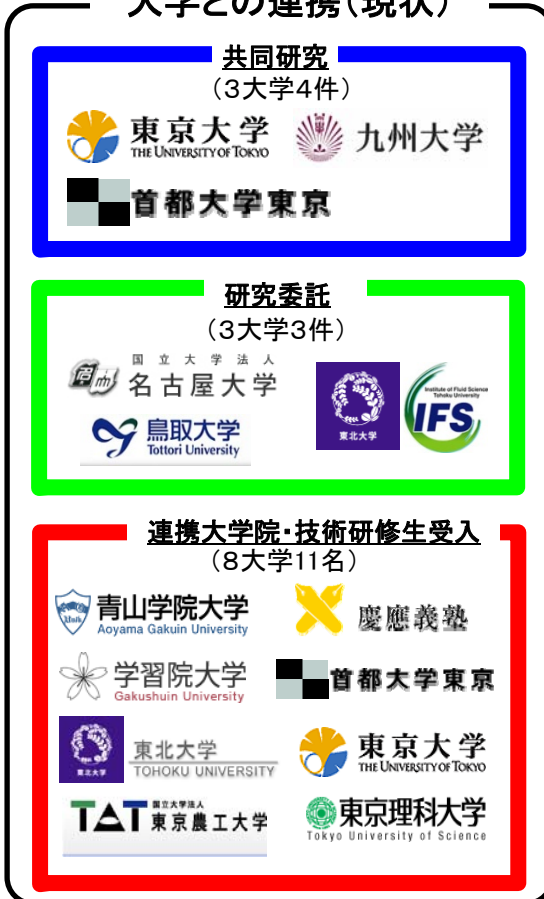 大学との連携(現状)
共同研究
(3大学4件)
東京大学
THE UNIVERSITY OF TOKYO
九州大学
首都大学東京
研究委託
(3大学3件)
国立大学法人
名古屋大学
鳥取大学
Tottori University
東北大学
Institute of Fluid Science
Tohoku University
IFS
連携大学院・技術研修生受入
(8大学11名)
青山学院大学
Aoyama Gakuin University
慶應義塾
学習院大学
Gakushuin University
首都大学東京
東北大学
東北大学
TOHOKU UNIVERSITY
東京大学
THE UNIVERSITY OF TOKYO
TAT
国立大学法人
東京農工大学
東京理科大学
Tokyo University of Science